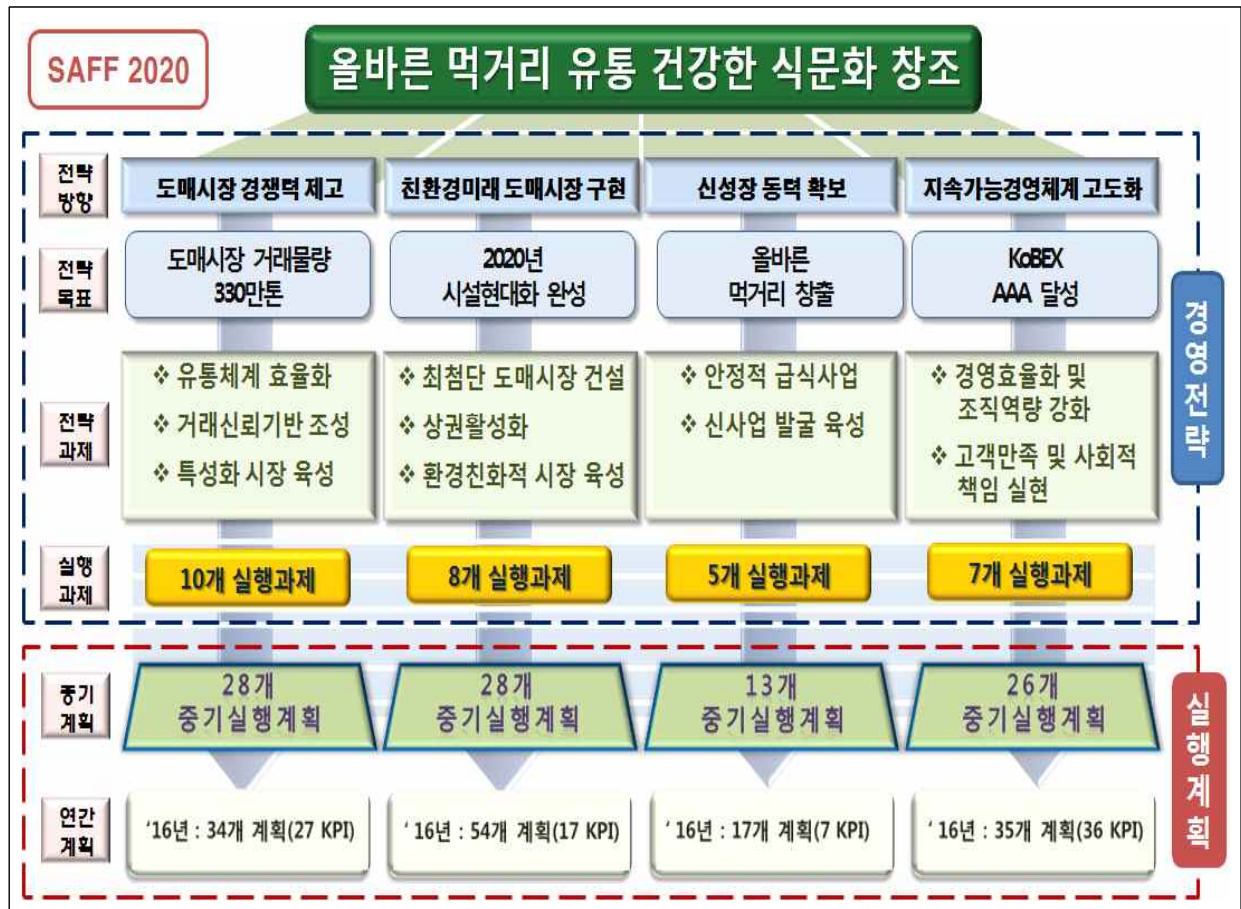 SAFF 2020
올바른 먹거리 유통 건강한 식문화 창조
전략
방향
도매시장 경쟁력 제고
친환경미래 도매시장 구현
신성장 동력 확보
지속가능경영체계 고도화
전략
목표
도매시장 거래물량
330만톤
2020년
시설현대화 완성
올바른
먹거리 창출
KoBEX
AAA 달성
전략
과제
❖ 유통체계 효율화
❖ 거래신뢰기반 조성
❖ 특성화 시장 육성
❖ 최첨단 도매시장 건설
❖ 상권활성화
❖ 환경친화적 시장 육성
❖ 안정적 급식사업
❖ 신사업 발굴 육성
❖ 경영효율화 및
조직역량 강화
❖ 고객만족 및 사회적
책임 실현
실행
과제
10개 실행과제
8개 실행과제
5개 실행과제
7개 실행과제
경영전략
중기
계획
28개
중기실행계획
28개
중기실행계획
13개
중기실행계획
26개
중기실행계획
연간
계획
‘16년 : 34개 계획(27 KPI)
‘ 16년 : 54개 계획(17 KPI)
‘ 16년 : 17개 계획(7 KPI)
‘ 16년 : 35개 계획(36 KPI)
실행계획